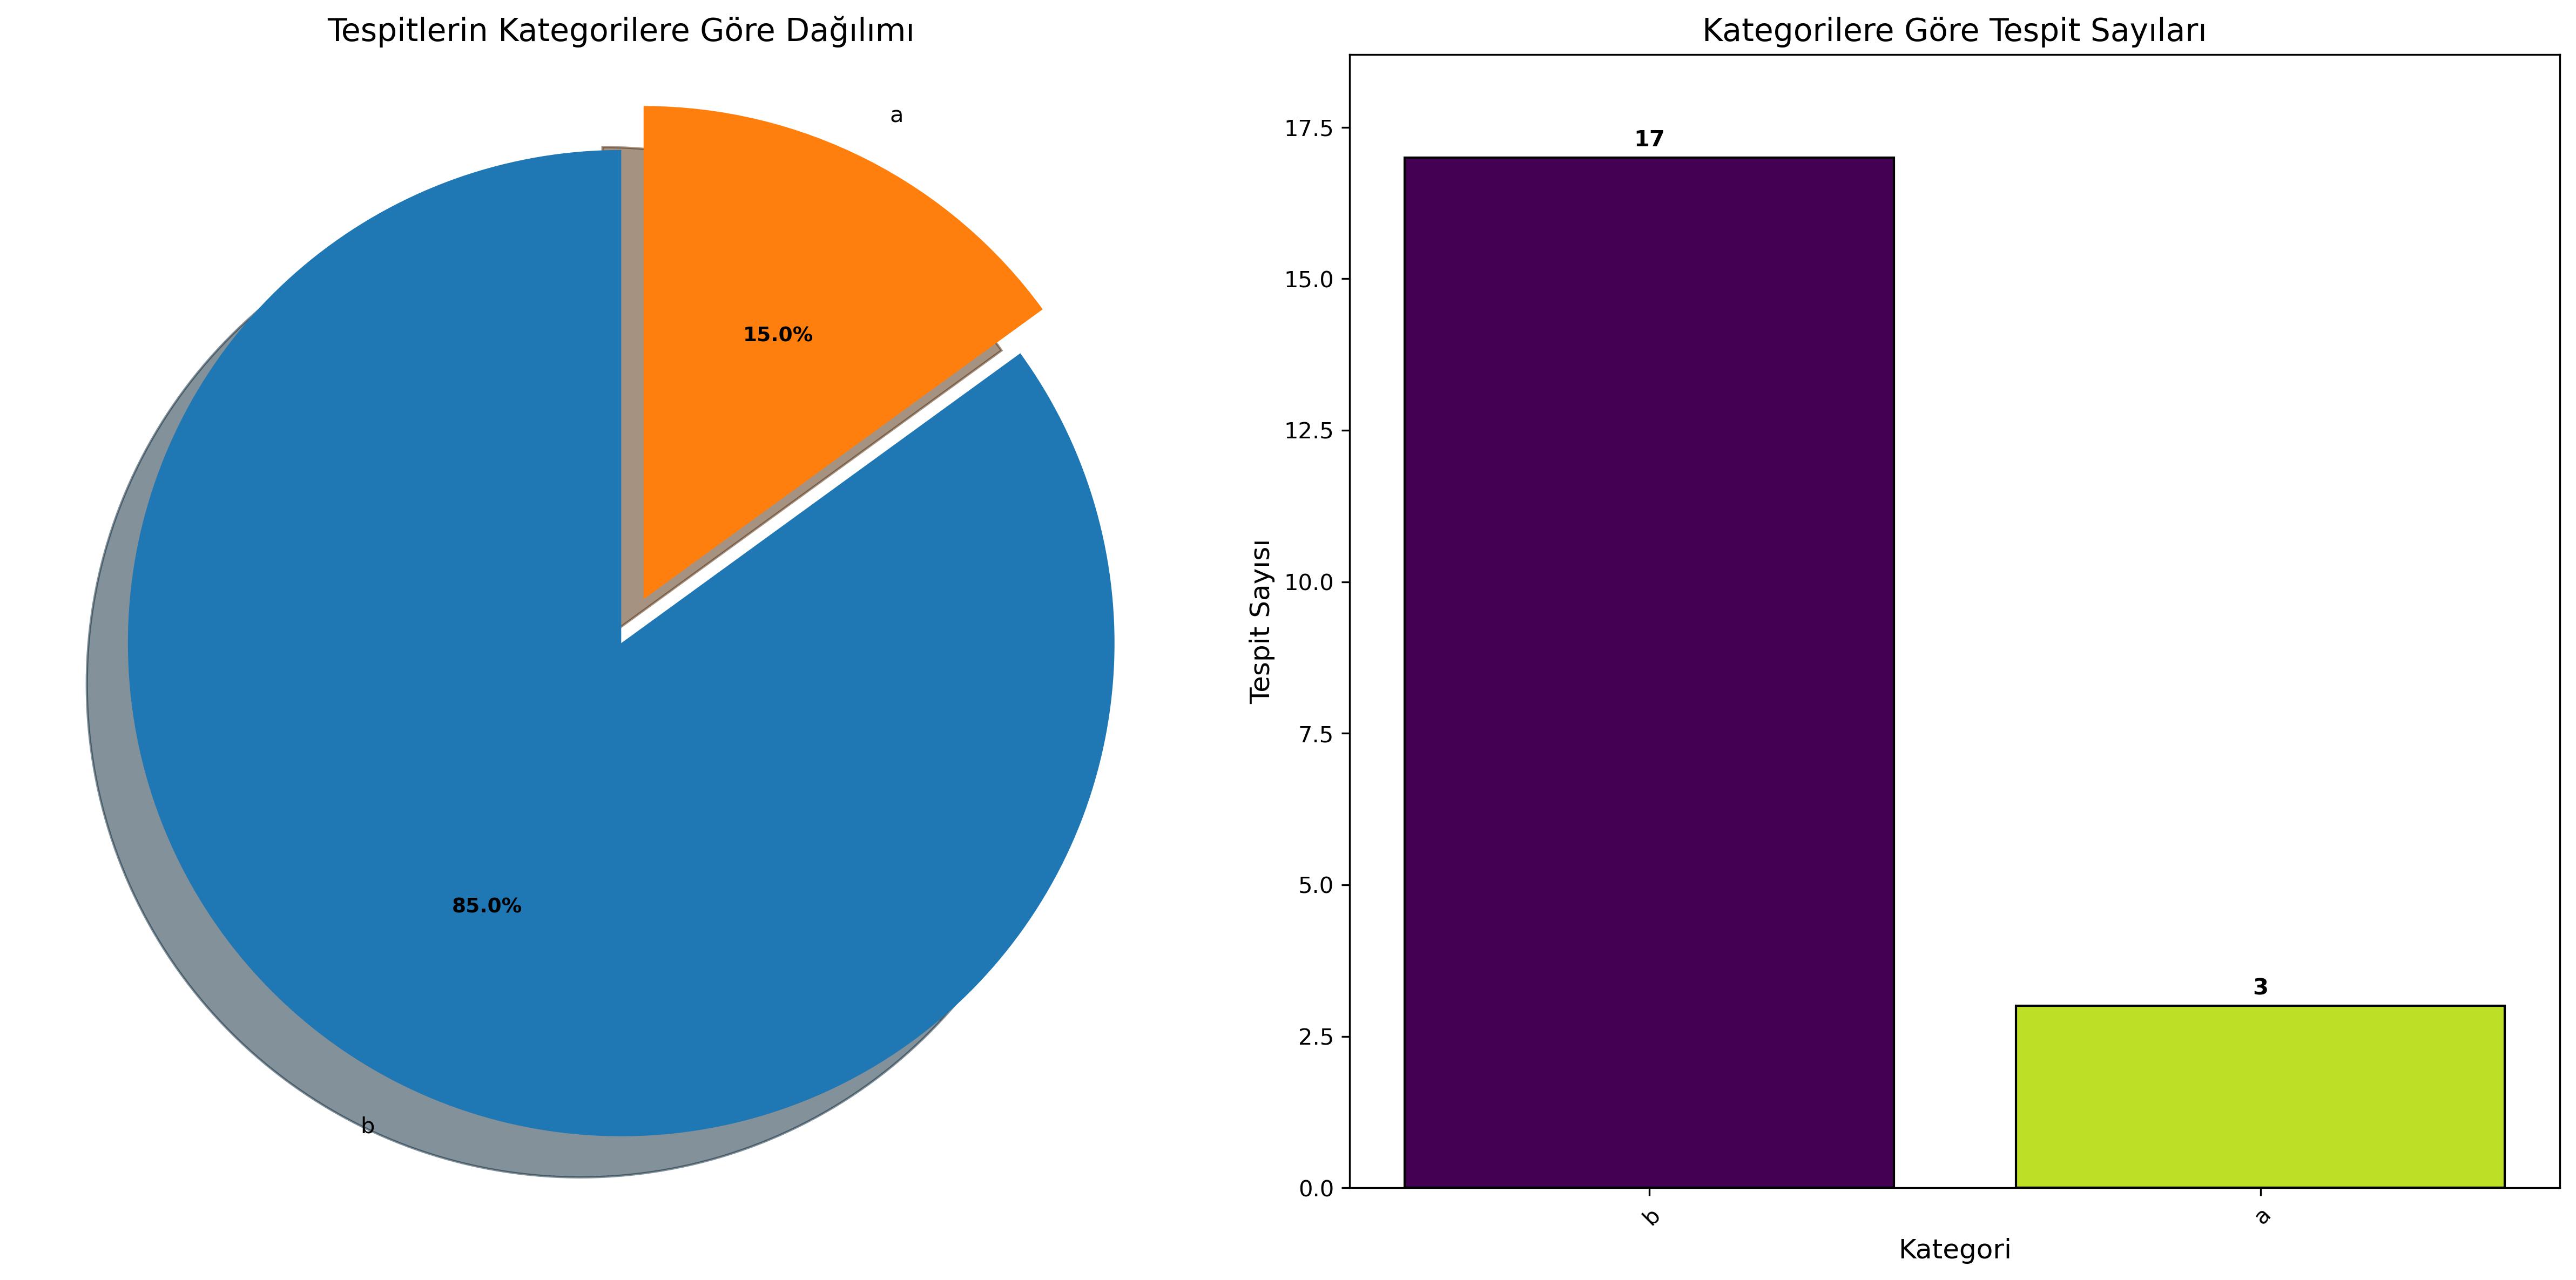 Tespitlerin Kategorilere Göre Dağılımı
a
15.0%
85.0%
b
Kategorilere Göre Tespit Sayıları
17.5
15.0
12.5
10.0
7.5
5.0
2.5
0.0
Tespit Sayısı
17
3
b
a
Kategori